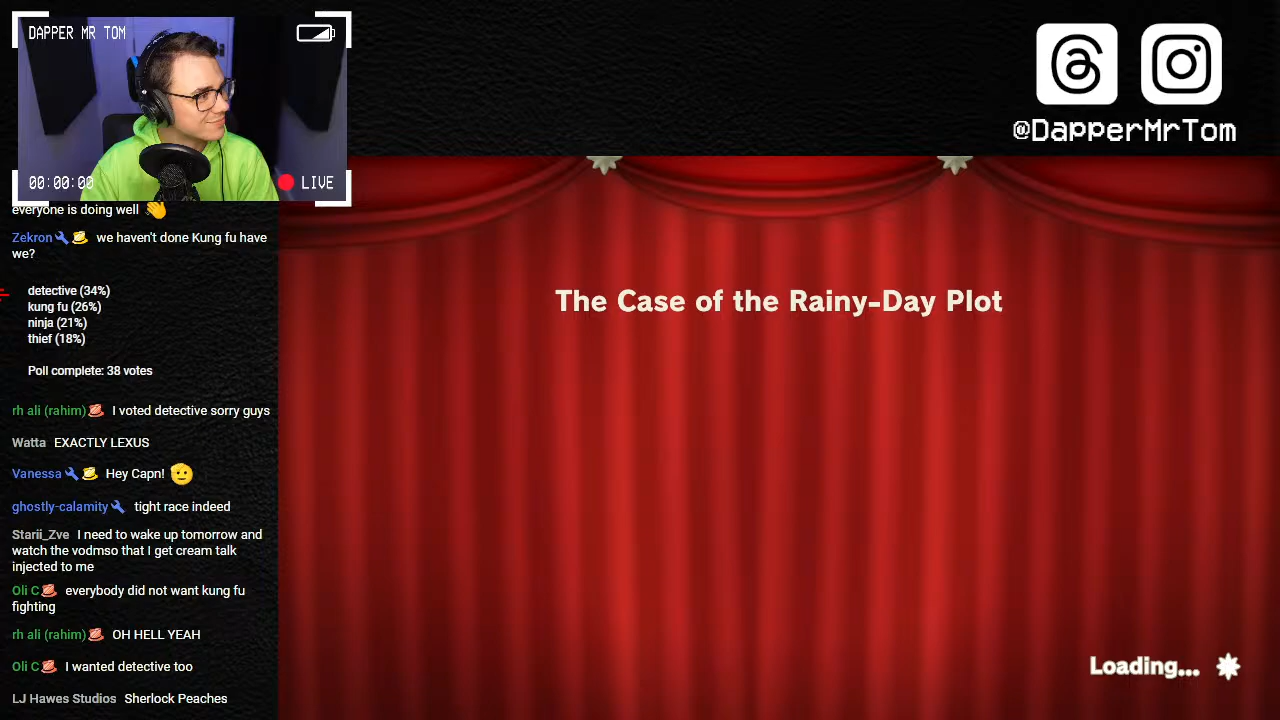 DAPPER MR TOM
00:00:00
LIVE
@DapperMrTom
everyone is doing well
Zekron we haven't done Kung fu have
we?
detective (34%)
kung fu (26%)
ninja (21%)
thief (18%)
Poll complete: 38 votes
rh ali (rahim) I voted detective sorry guys
Watta EXACTLY LEXUS
Vanessa Hey Capn!
ghostly-calamity tight race indeed
Starii_Zve I need to wake up tomorrow and
watch the vodmso that I get cream talk
injected to me
Oli C everybody did not want kung fu
fighting
rh ali (rahim) OH HELL YEAH
Oli C I wanted detective too
LJ Hawes Studios Sherlock Peaches
The Case of the Rainy-Day Plot
Loading...